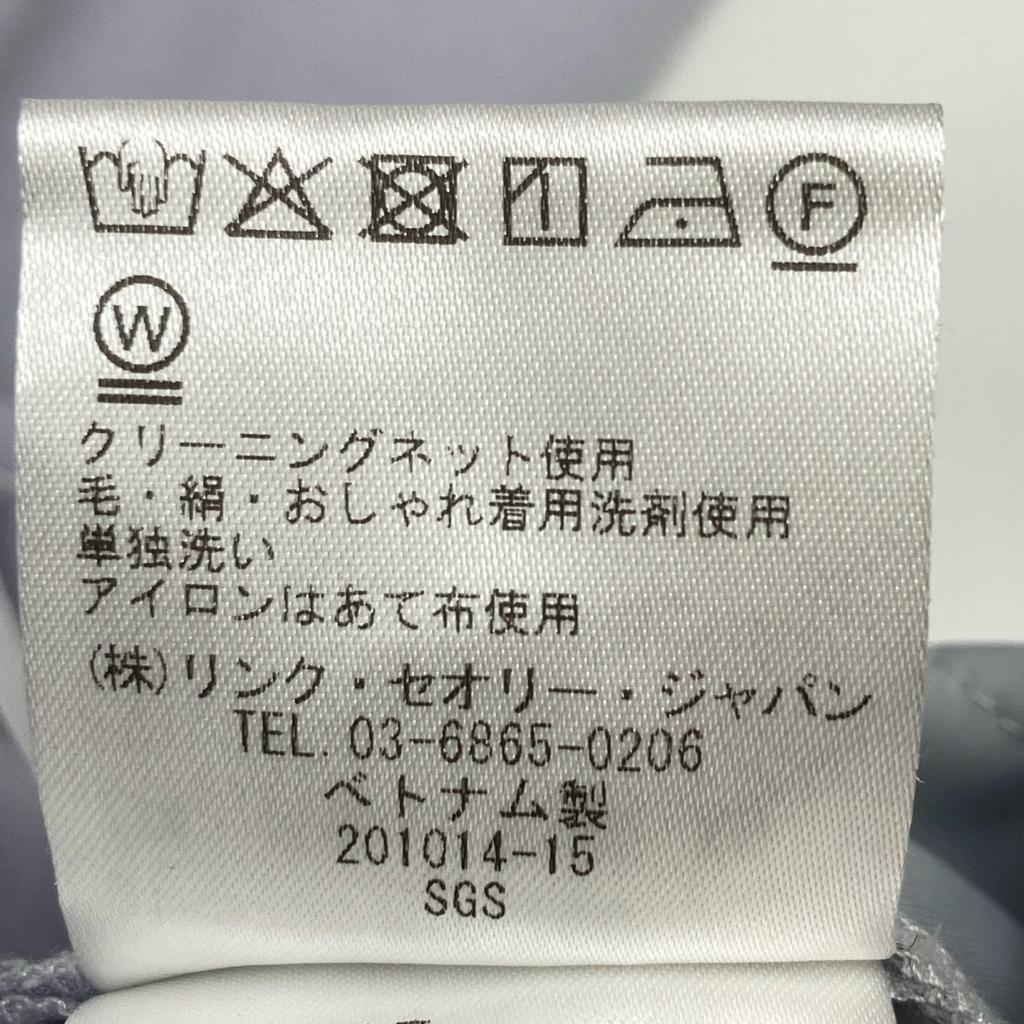 F
W
クリーニングネット使用
毛・絹・おしゃれ着用洗剤使用
単独洗い
アイロンはあて布使用
(株)リンク・セオリー・ジャパン
TEL. 03-6865-0206
ベトナム製
201014-15
SGS